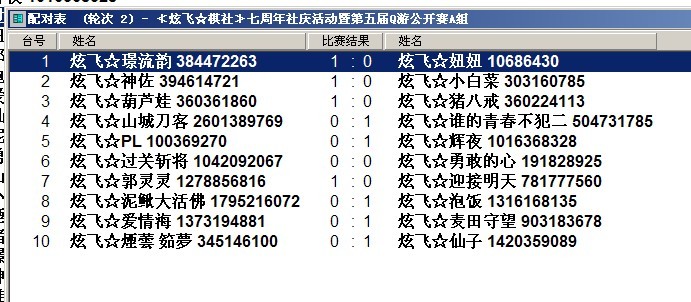 配对表 （轮次 2） - ⊰炫飞☆棋社⊱七周年社庆活动暨第五届Q游公开赛A组
台号 姓名 比赛结果 姓名
1 炫飞☆璟流韵 384472263 1 : 0 炫飞☆妞妞 10686430
2 炫飞☆神佐 394614721 1 : 0 炫飞☆小白菜 303160785
3 炫飞☆葫芦娃 360361860 1 : 0 炫飞☆猪八戒 360224113
4 炫飞☆山城刀客 2601389769 0 : 1 炫飞☆谁的青春不犯二 504731785
5 炫飞☆PL 100369270 0 : 1 炫飞☆辉夜 1016368328
6 炫飞☆过关斩将 1042092067 0 : 1 炫飞☆勇敢的心 191828925
7 炫飞☆郭灵灵 1278856816 1 : 0 炫飞☆迎接明天 781777560
8 炫飞☆泥鳅大活佛 1795216072 0 : 1 炫飞☆泡饭 1316168135
9 炫飞☆爱情海 1373194881 0 : 1 炫飞☆麦田守望 903183678
10 炫飞☆煙蕓 筎夢 345146100 0 : 1 炫飞☆仙子 1420359089